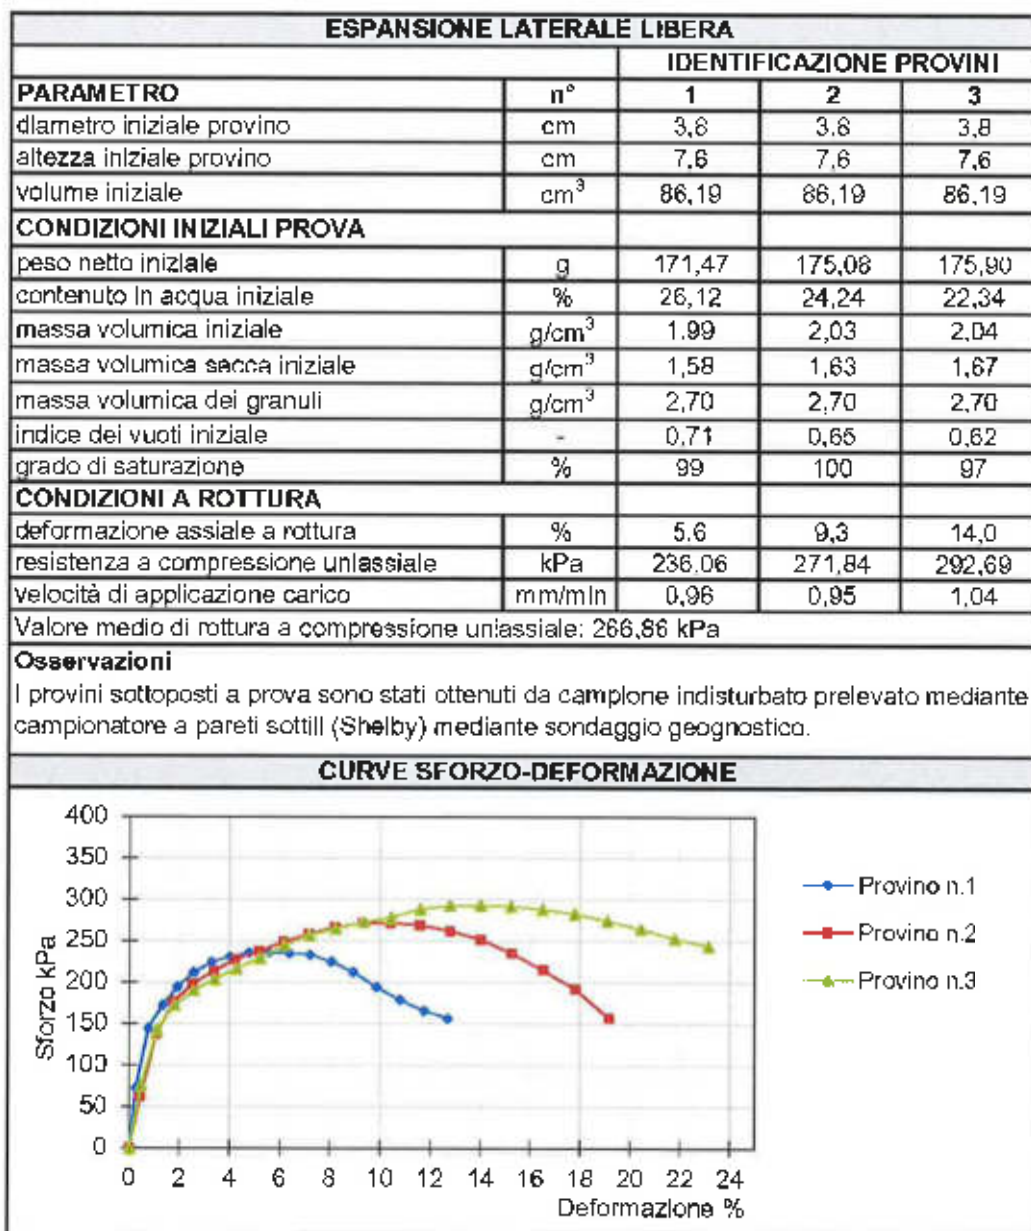 ESPANSIONE LATERALE LIBERA
IDENTIFICAZIONE PROVINI
PARAMETRO n° 1 2 3
diametro iniziale provino cm 3,8 3,8 3,8
altezza iniziale provino cm 7,6 7,6 7,6
volume iniziale cm³ 86,19 86,19 86,19
CONDIZIONI INIZIALI PROVA
peso netto iniziale g 171,47 175,08 175,90
contenuto in acqua iniziale % 26,12 24,24 22,34
massa volumica iniziale g/cm³ 1,99 2,03 2,04
massa volumica secca iniziale g/cm³ 1,58 1,63 1,67
massa volumica dei granuli g/cm³ 2,70 2,70 2,70
indice dei vuoti iniziale - 0,71 0,65 0,62
grado di saturazione % 99 100 97
CONDIZIONI A ROTTURA
deformazione assiale a rottura % 5,6 9,3 14,0
resistenza a compressione uniassiale kPa 236,06 271,84 292,69
velocità di applicazione carico mm/min 0,96 0,95 1,04
Valore medio di rottura a compressione uniassiale: 266,86 kPa
Osservazioni
I provini sottoposti a prova sono stati ottenuti da campione indisturbato prelevato mediante
campionatore a pareti sottili (Shelby) mediante sondaggio geognostico.
CURVE SFORZO-DEFORMAZIONE
Sforzo kPa
400
350
300
250
200
150
100
50
0
0 2 4 6 8 10 12 14 16 18 20 22 24
Deformazione %
Provino n.1
Provino n.2
Provino n.3